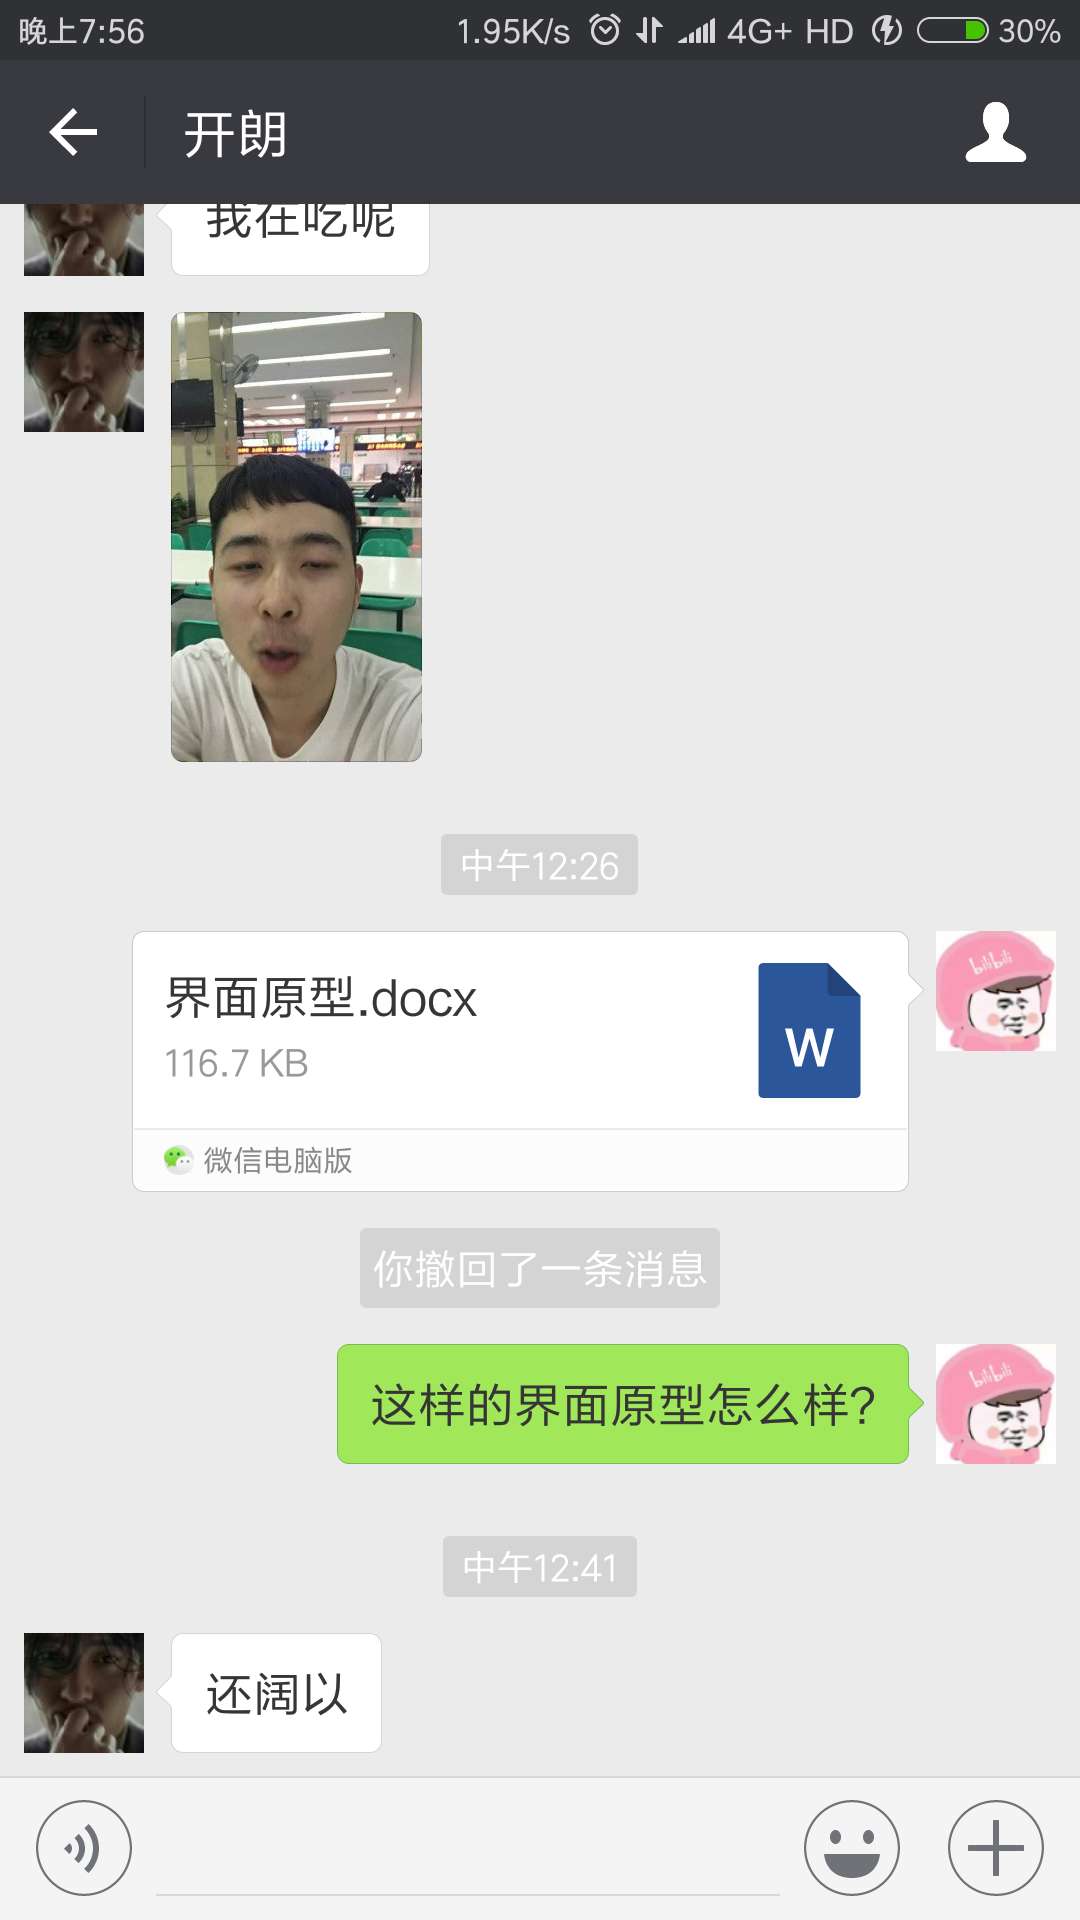 晚上7:56 1.95K/s 4G+ HD 30%
开朗
我在吃呢
中午12:26
界面原型.docx
116.7 KB
W
bilibili
微信电脑版
你撤回了一条消息
这样的界面原型怎么样?
bilibili
中午12:41
还阔以